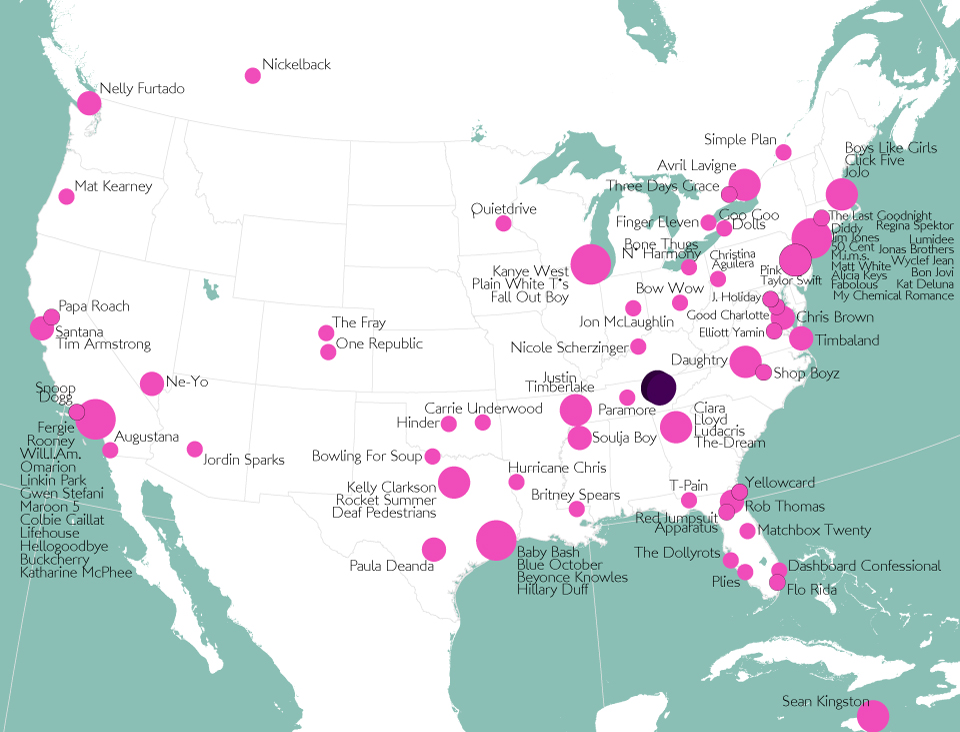 Nickelback
Nelly Furtado
Simple Plan
Boys Like Girls
Click Five
JoJo
Avril Lavigne
Three Days Grace
Mat Kearney
Quietdrive
Finger Eleven
Goo Goo
Dolls
The Last Goodnight
Diddy
Regina Spektor
Jim Jones
Lumidee
50 Cent
Jonas Brothers
M.i.m.s.
Wyclef Jean
Matt White
Bon Jovi
Alicia Keys
Kat Deluna
Fabolous
My Chemical Romance
Bone Thugs
N' Harmony
Christina
Aguilera
Pink
Taylor Swift
Kanye West
Plain White T's
Fall Out Boy
Bow Wow
J. Holiday
Good Charlotte
Chris Brown
Jon McLaughlin
Elliott Yamin
Timbaland
Papa Roach
Santana
Tim Armstrong
The Fray
One Republic
Nicole Scherzinger
Daughtry
Shop Boyz
Ne-Yo
Justin
Timberlake
Snoop
Dogg
Carrie Underwood
Hinder
Paramore
Ciara
Lloyd
Ludacris
The-Dream
Soulja Boy
Fergie
Rooney
Will.I.Am.
Omarion
Linkin Park
Gwen Stefani
Maroon 5
Colbie Caillat
Lifehouse
Hellogoodbye
Buckcherry
Katharine McPhee
Augustana
Jordin Sparks
Bowling For Soup
Hurricane Chris
Kelly Clarkson
Rocket Summer
Deaf Pedestrians
Britney Spears
T-Pain
Yellowcard
Rob Thomas
Red Jumpsuit
Apparatus
Matchbox Twenty
Baby Bash
Blue October
Beyonce Knowles
Hillary Duff
Paula Deanda
The Dollyrots
Plies
Dashboard Confessional
Flo Rida
Sean Kingston